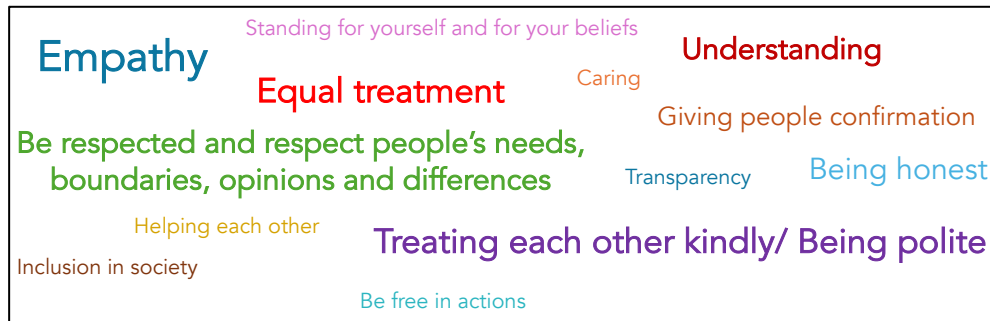 Standing for yourself and for your beliefs
Empathy
Understanding
Caring
Equal treatment
Giving people confirmation
Be respected and respect people’s needs,
boundaries, opinions and differences
Transparency
Being honest
Helping each other
Treating each other kindly/ Being polite
Inclusion in society
Be free in actions